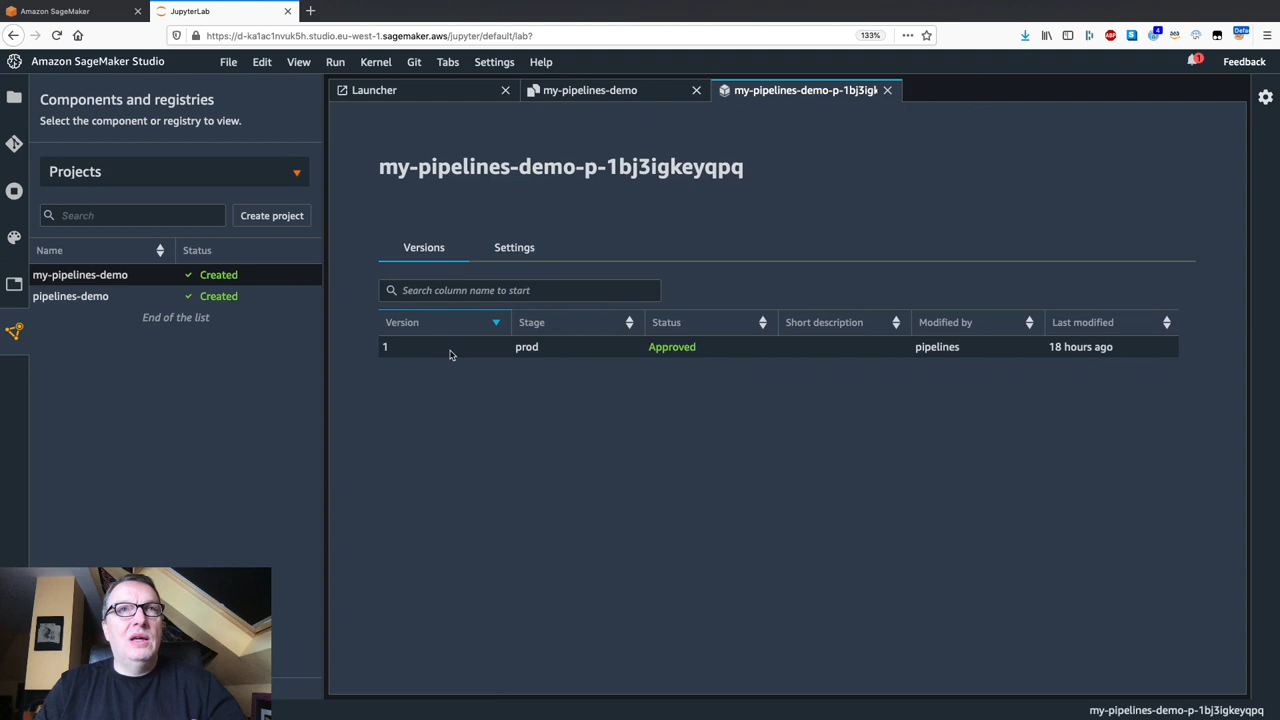 Amazon SageMaker
JupyterLab
https://d-ka1ac1nvuk5h.studio.eu-west-1.sagemaker.aws/jupyter/default/lab?
133%
4
Defa
Amazon SageMaker Studio
File
Edit
View
Run
Kernel
Git
Tabs
Settings
Help
1
Feedback
Components and registries
Select the component or registry to view.
Projects
Search
Create project
Name
Status
my-pipelines-demo
Created
pipelines-demo
Created
End of the list
Launcher
my-pipelines-demo
my-pipelines-demo-p-1bj3igk
my-pipelines-demo-p-1bj3igkeyqpq
Versions
Settings
Search column name to start
Version
Stage
Status
Short description
Modified by
Last modified
1
prod
Approved
pipelines
18 hours ago
my-pipelines-demo-p-1bj3igkeyqpq